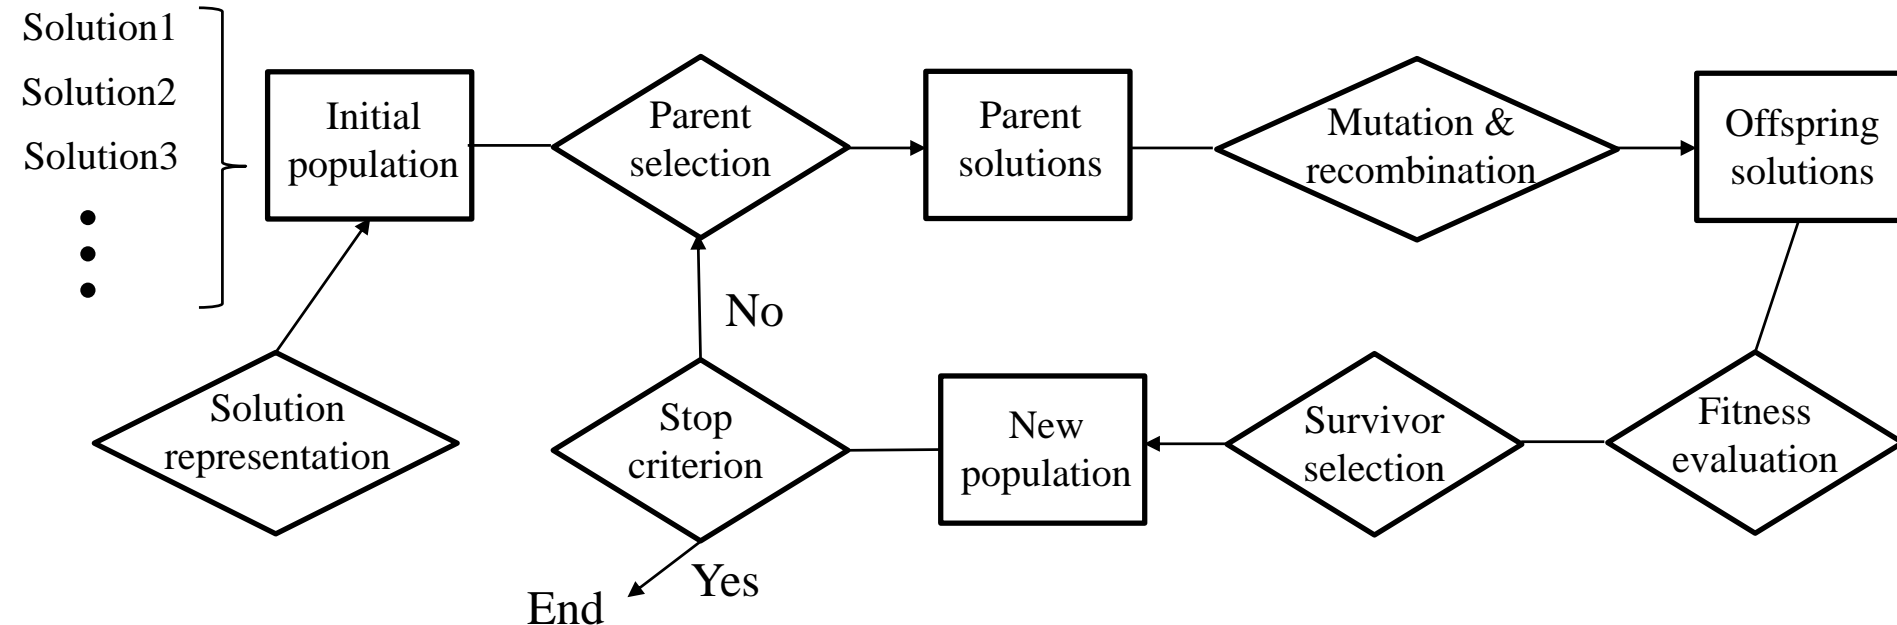 Solution1
Solution2
Solution3
Initial
population
Parent
selection
Parent
solutions
Mutation &
recombination
Offspring
solutions
No
Solution
representation
Stop
criterion
New
population
Survivor
selection
Fitness
evaluation
Yes
End